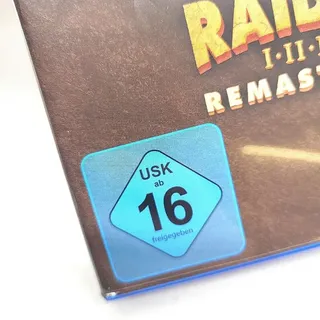 RAID
I·II·I
REMAST
USK
ab
16
freigegeben